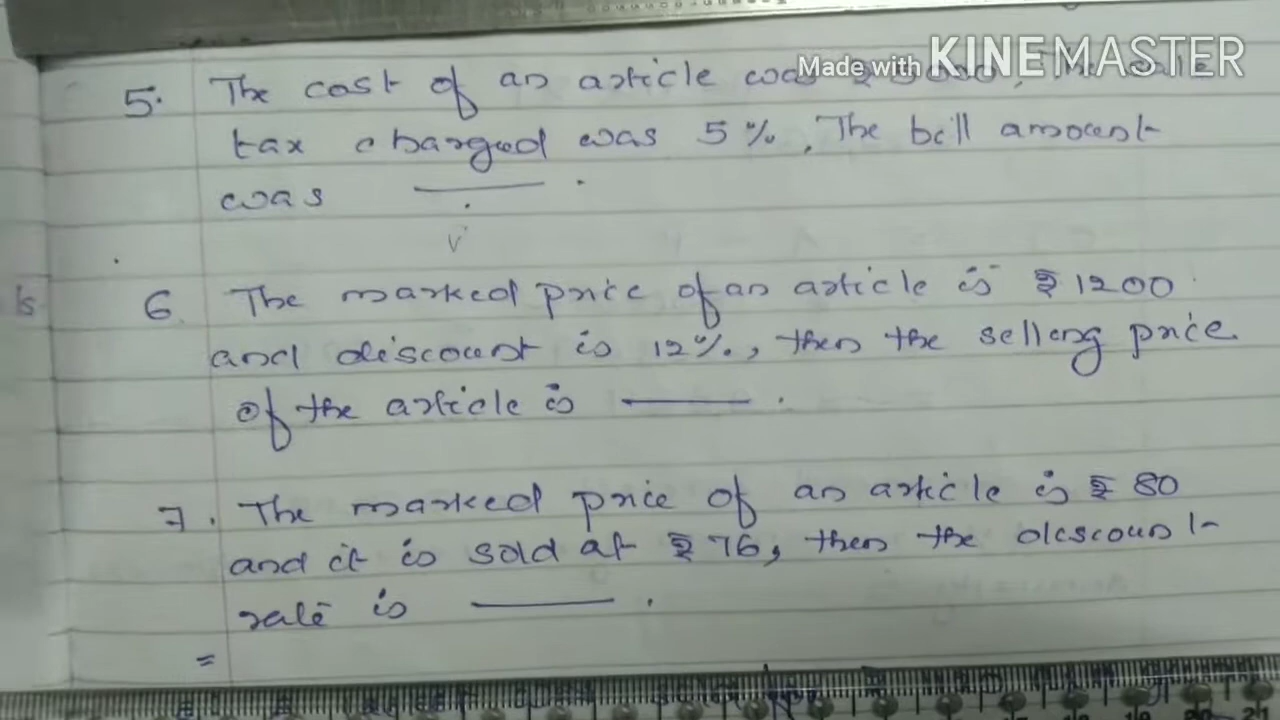 Made with KINEMASTER
5. The cost of an article was ₹ 5000, The sale
tax charged was 5%. The bill amount
was ______.
6. The marked price of an article is ₹ 1200
and discount is 12%, then the selling price
of the article is ______.
7. The marked price of an article is ₹ 80
and it is sold at ₹ 76, then the discount
rate is ______.
=